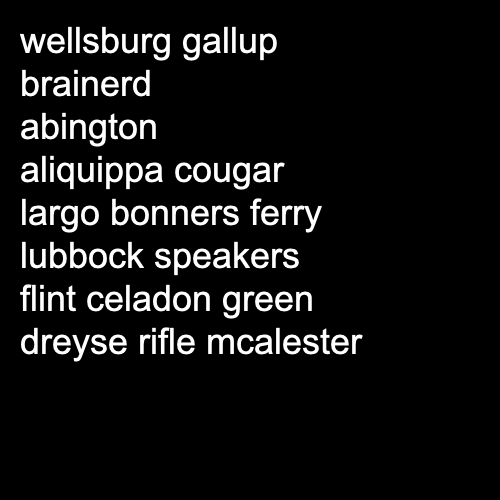 wellsburg gallup
brainerd
abington
aliquippa cougar
largo bonners ferry
lubbock speakers
flint celadon green
dreyse rifle mcalester